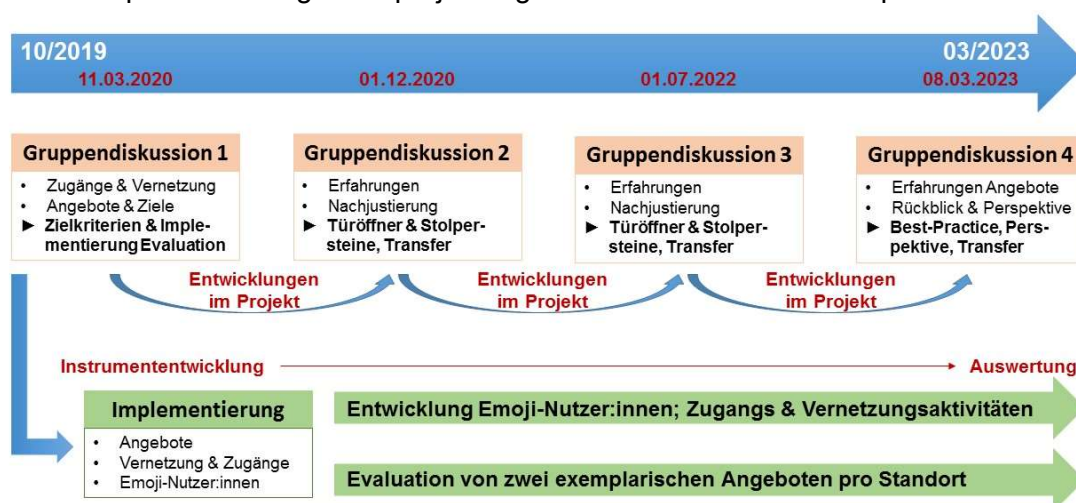 10/2019
03/2023
11.03.2020
01.12.2020
01.07.2022
08.03.2023
Gruppendiskussion 1
• Zugänge & Vernetzung
• Angebote & Ziele
► Zielkriterien & Imple-
mentierung Evaluation
Gruppendiskussion 2
• Erfahrungen
• Nachjustierung
► Türöffner & Stolper-
steine, Transfer
Gruppendiskussion 3
• Erfahrungen
• Nachjustierung
► Türöffner & Stolper-
steine, Transfer
Gruppendiskussion 4
• Erfahrungen Angebote
• Rückblick & Perspektive
► Best-Practice, Pers-
pektive, Transfer
Entwicklungen
im Projekt
Entwicklungen
im Projekt
Entwicklungen
im Projekt
Instrumententwicklung
Auswertung
Implementierung
• Angebote
• Vernetzung & Zugänge
• Emoji-Nutzer:innen
Entwicklung Emoji-Nutzer:innen; Zugangs & Vernetzungsaktivitäten
Evaluation von zwei exemplarischen Angeboten pro Standort